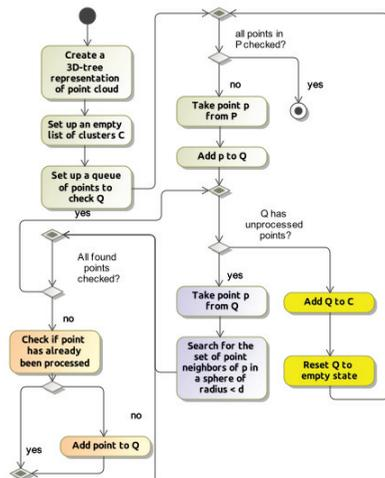 Create a
3D-tree
representation
of point cloud
Set up an empty
list of clusters C
Set up a queue
of points to
check Q
all points in
P checked?
no
yes
Take point p
from P
Add p to Q
yes
All found
points
checked?
no
Check if point
has already
been processed
no
yes
Add point to Q
Q has
unprocessed
points?
yes
Take point p
from Q
Search for the
set of point
neighbors of p in
a sphere of
radius < d
Add Q to C
Reset Q to
empty state